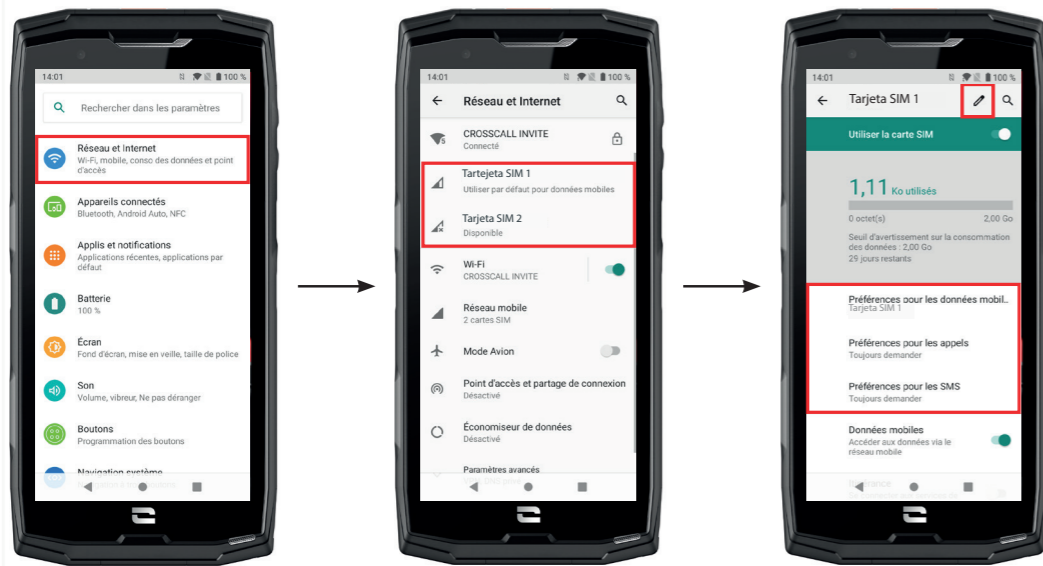 14:01
100 %
Rechercher dans les paramètres
Réseau et Internet
Wi-Fi, mobile, conso des données et point
d'accès
Appareils connectés
Bluetooth, Android Auto, NFC
Applis et notifications
Applications récentes, applications par
défaut
Batterie
100 %
Écran
Fond d'écran, mise en veille, taille de police
Son
Volume, vibreur, Ne pas déranger
Boutons
Programmation des boutons
Navigation système
14:01
100 %
Réseau et Internet
CROSSCALL INVITE
Connecté
Tartejeta SIM 1
Utiliser par défaut pour données mobiles
Tarjeta SIM 2
Disponible
Wi-Fi
CROSSCALL INVITE
Réseau mobile
2 cartes SIM
Mode Avion
Point d'accès et partage de connexion
Désactivé
Économiseur de données
Désactivé
Paramètres avancés
14:01
100 %
Tarjeta SIM 1
Utiliser la carte SIM
1,11 Ko utilisés
0 octet(s) 2,00 Go
Seuil d'avertissement sur la consommation
des données : 2,00 Go
29 jours restants
Préférences pour les données mobil..
Tarjeta SIM 1
Préférences pour les appels
Toujours demander
Préférences pour les SMS
Toujours demander
Données mobiles
Accéder aux données via le
réseau mobile